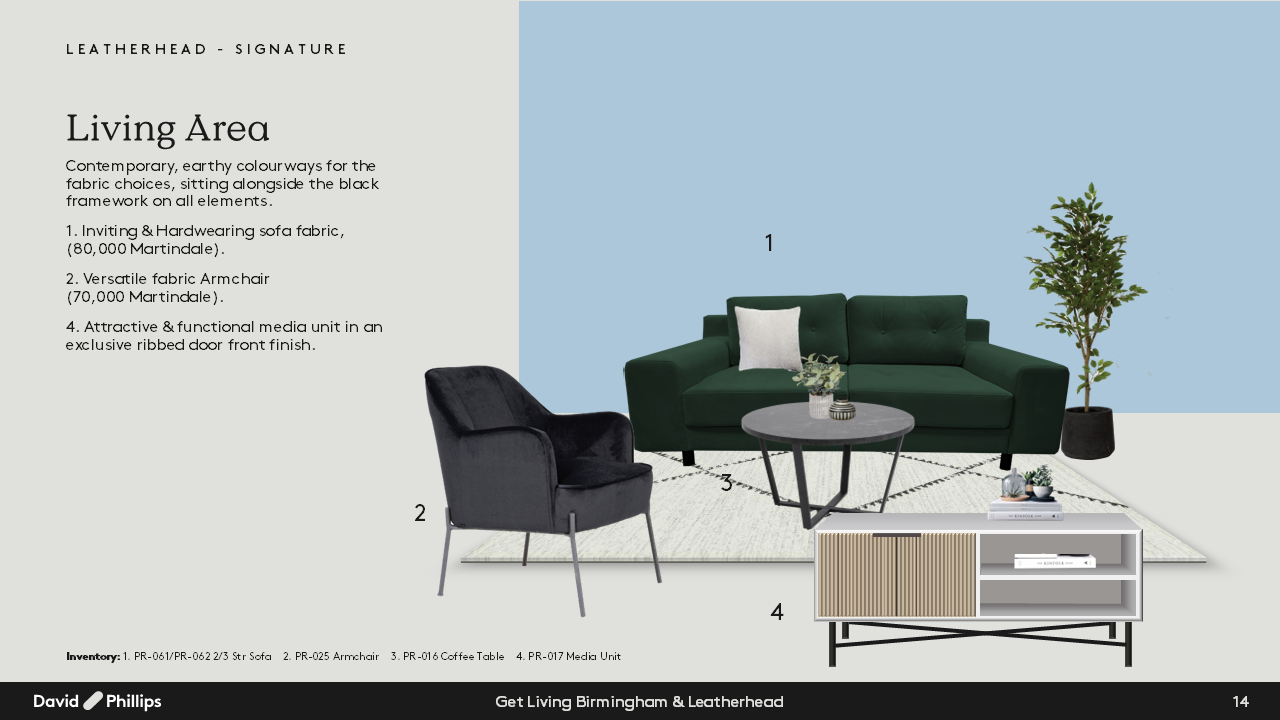 LEATHERHEAD - SIGNATURE
Living Area
Contemporary, earthy colourways for the
fabric choices, sitting alongside the black
framework on all elements.
1. Inviting & Hardwearing sofa fabric,
(80,000 Martindale).
2. Versatile fabric Armchair
(70,000 Martindale).
4. Attractive & functional media unit in an
exclusive ribbed door front finish.
1
2
3
4
Inventory: 1. PR-061/PR-062 2/3 Str Sofa 2. PR-025 Armchair 3. PR-016 Coffee Table 4. PR-017 Media Unit
David Phillips
Get Living Birmingham & Leatherhead
14